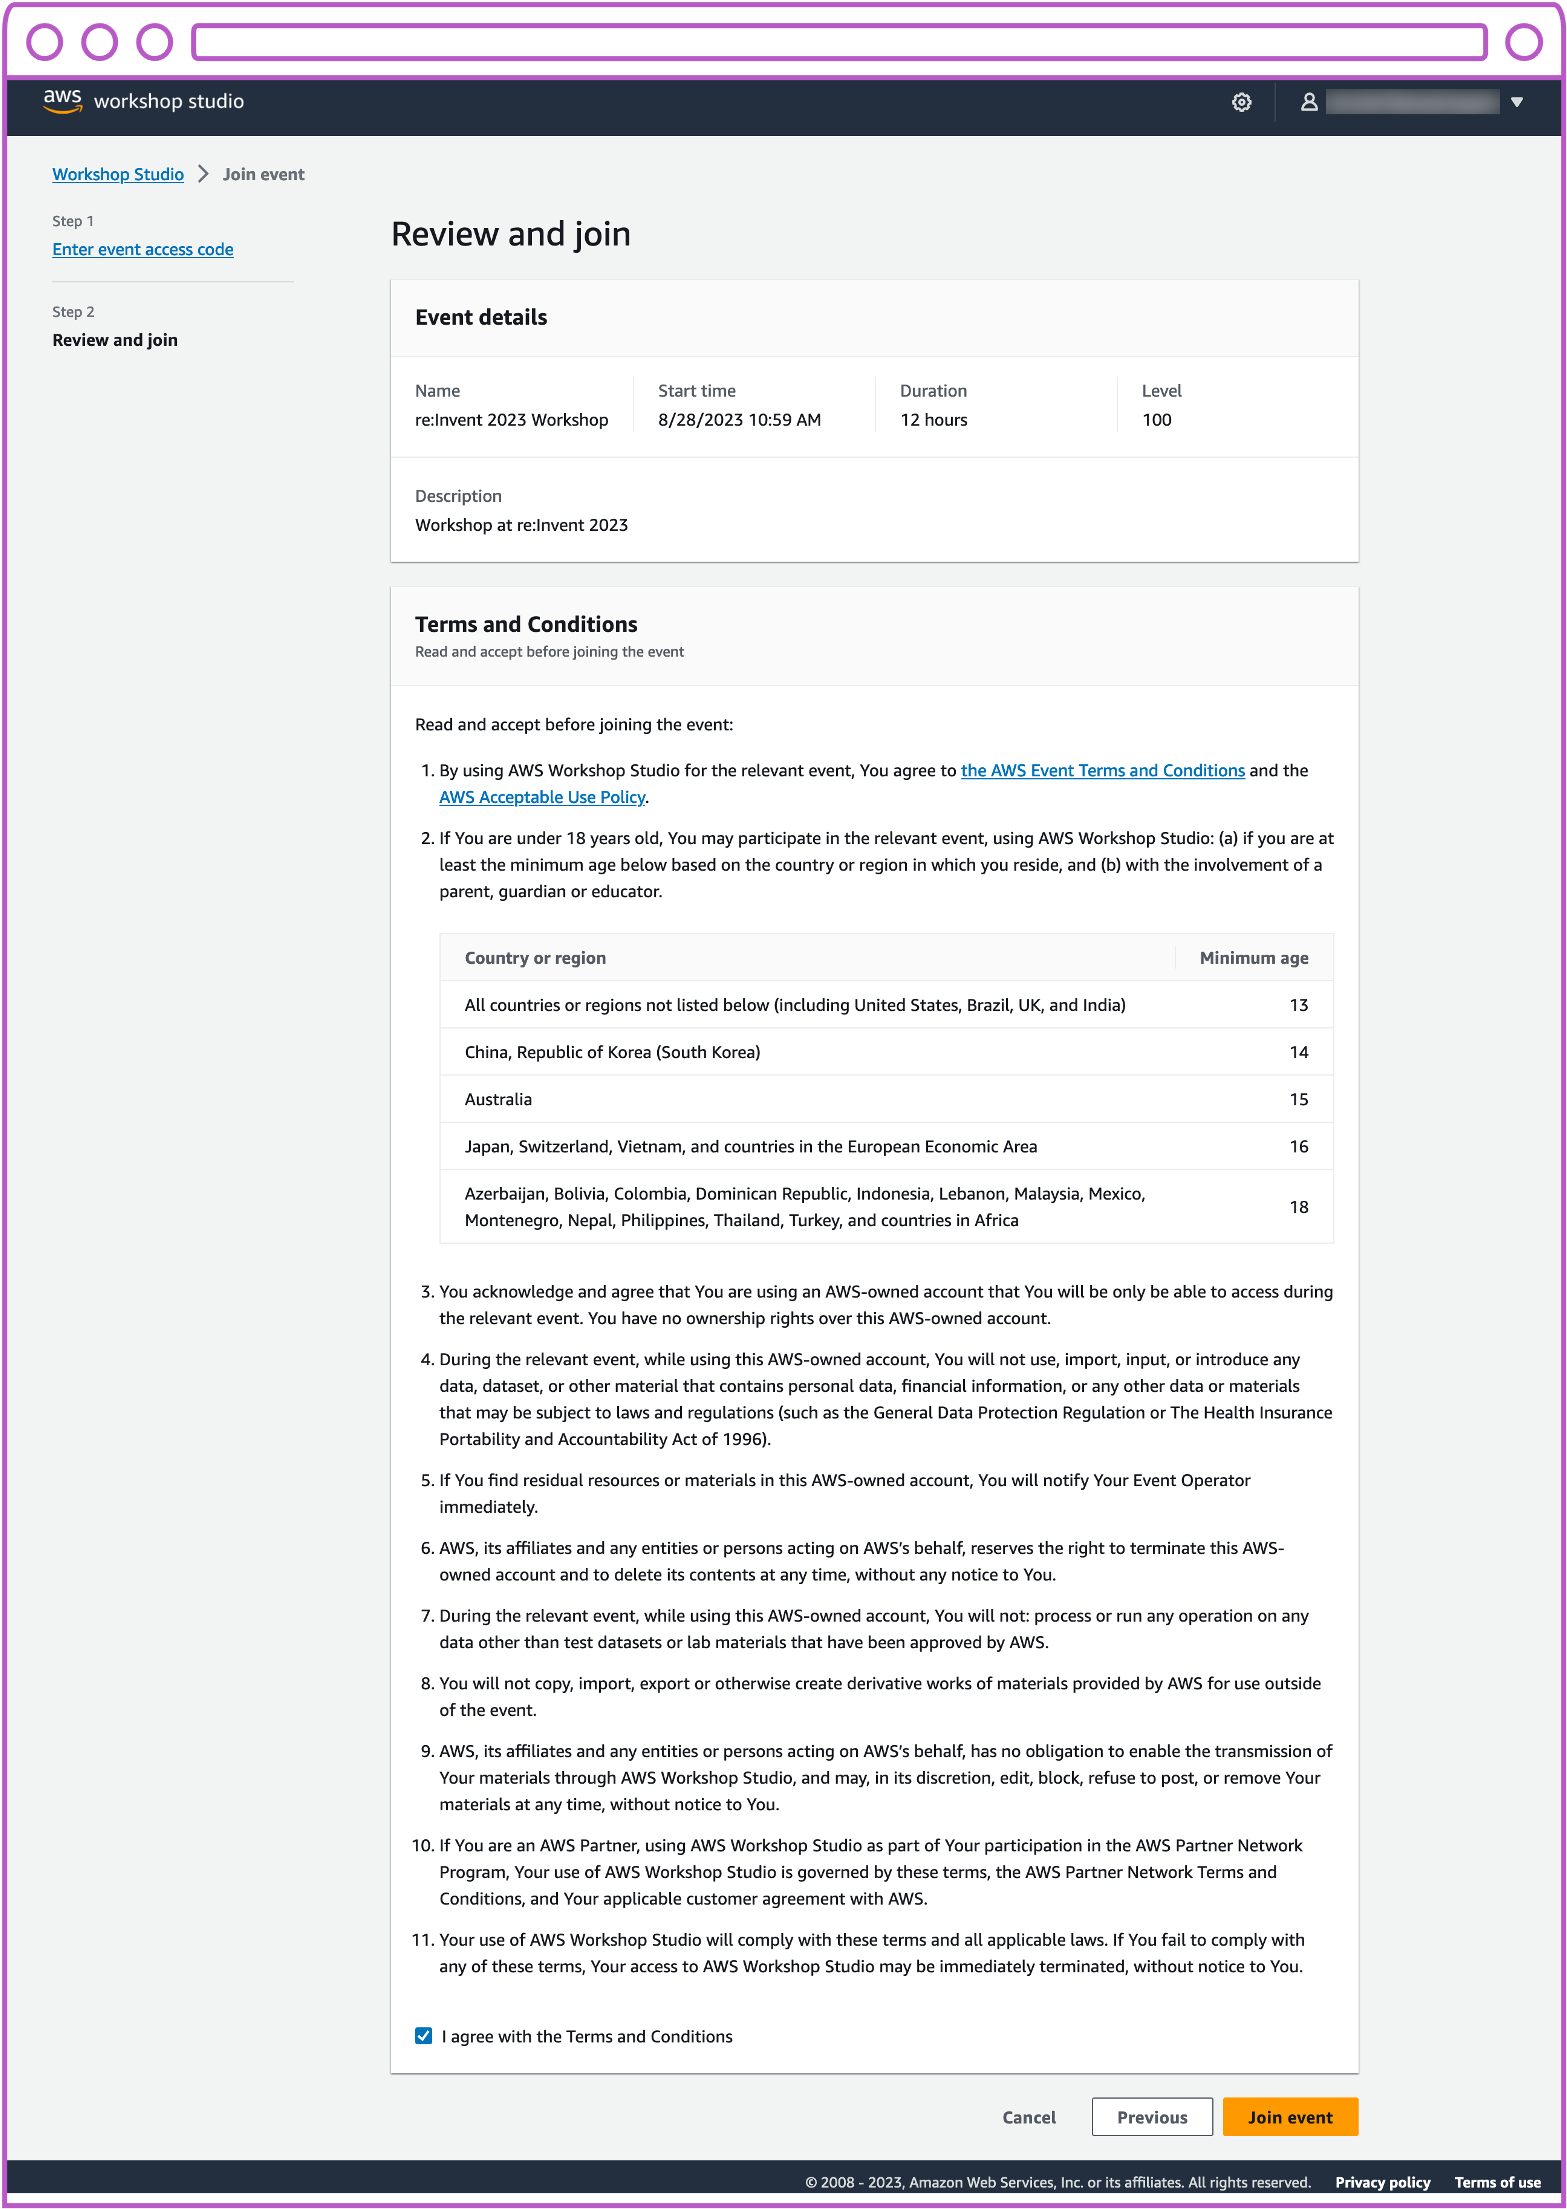 aws workshop studio
Workshop Studio > Join event
Step 1
Enter event access code
Step 2
Review and join
Review and join
Event details
Name
re:Invent 2023 Workshop
Start time
8/28/2023 10:59 AM
Duration
12 hours
Level
100
Description
Workshop at re:Invent 2023
Terms and Conditions
Read and accept before joining the event
Read and accept before joining the event:
1. By using AWS Workshop Studio for the relevant event, You agree to the AWS Event Terms and Conditions and the
AWS Acceptable Use Policy.
2. If You are under 18 years old, You may participate in the relevant event, using AWS Workshop Studio: (a) if you are at
least the minimum age below based on the country or region in which you reside, and (b) with the involvement of a
parent, guardian or educator.
Country or region Minimum age
All countries or regions not listed below (including United States, Brazil, UK, and India) 13
China, Republic of Korea (South Korea) 14
Australia 15
Japan, Switzerland, Vietnam, and countries in the European Economic Area 16
Azerbaijan, Bolivia, Colombia, Dominican Republic, Indonesia, Lebanon, Malaysia, Mexico,
Montenegro, Nepal, Philippines, Thailand, Turkey, and countries in Africa 18
3. You acknowledge and agree that You are using an AWS-owned account that You will be only be able to access during
the relevant event. You have no ownership rights over this AWS-owned account.
4. During the relevant event, while using this AWS-owned account, You will not use, import, input, or introduce any
data, dataset, or other material that contains personal data, financial information, or any other data or materials
that may be subject to laws and regulations (such as the General Data Protection Regulation or The Health Insurance
Portability and Accountability Act of 1996).
5. If You find residual resources or materials in this AWS-owned account, You will notify Your Event Operator
immediately.
6. AWS, its affiliates and any entities or persons acting on AWS's behalf, reserves the right to terminate this AWS-
owned account and to delete its contents at any time, without any notice to You.
7. During the relevant event, while using this AWS-owned account, You will not: process or run any operation on any
data other than test datasets or lab materials that have been approved by AWS.
8. You will not copy, import, export or otherwise create derivative works of materials provided by AWS for use outside
of the event.
9. AWS, its affiliates and any entities or persons acting on AWS's behalf, has no obligation to enable the transmission of
Your materials through AWS Workshop Studio, and may, in its discretion, edit, block, refuse to post, or remove Your
materials at any time, without notice to You.
10. If You are an AWS Partner, using AWS Workshop Studio as part of Your participation in the AWS Partner Network
Program, Your use of AWS Workshop Studio is governed by these terms, the AWS Partner Network Terms and
Conditions, and Your applicable customer agreement with AWS.
11. Your use of AWS Workshop Studio will comply with these terms and all applicable laws. If You fail to comply with
any of these terms, Your access to AWS Workshop Studio may be immediately terminated, without notice to You.
I agree with the Terms and Conditions
Cancel Previous Join event
© 2008 - 2023, Amazon Web Services, Inc. or its affiliates. All rights reserved. Privacy policy Terms of use